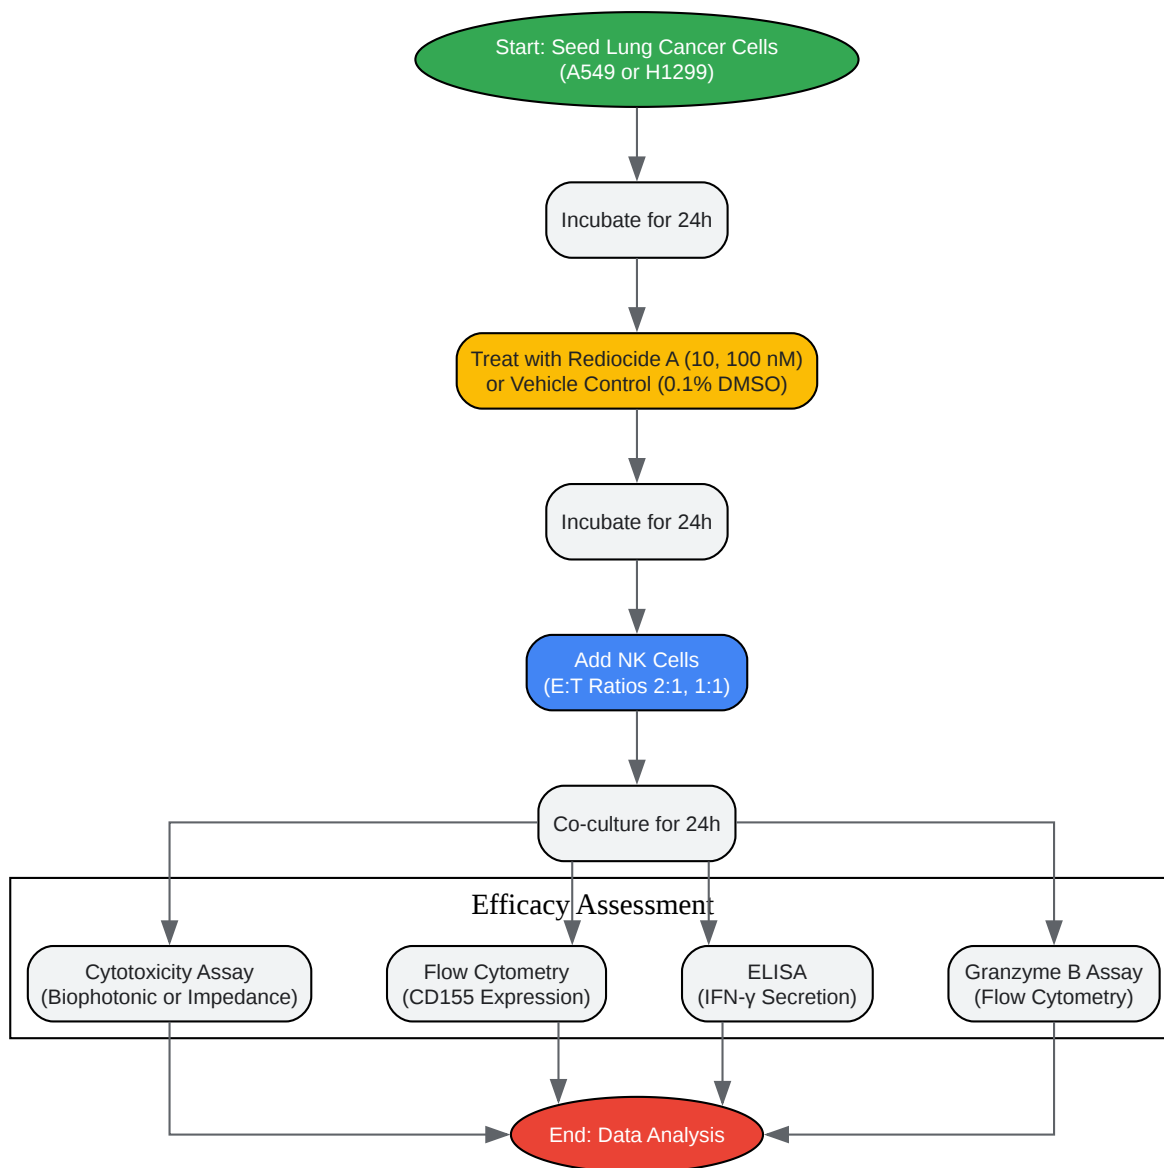 Start: Seed Lung Cancer Cells
(A549 or H1299)
Incubate for 24h
Treat with Rediocide A (10, 100 nM)
or Vehicle Control (0.1% DMSO)
Incubate for 24h
Add NK Cells
(E:T Ratios 2:1, 1:1)
Co-culture for 24h
Efficacy Assessment
Cytotoxicity Assay
(Biophotonic or Impedance)
Flow Cytometry
(CD155 Expression)
ELISA
(IFN-γ Secretion)
Granzyme B Assay
(Flow Cytometry)
End: Data Analysis